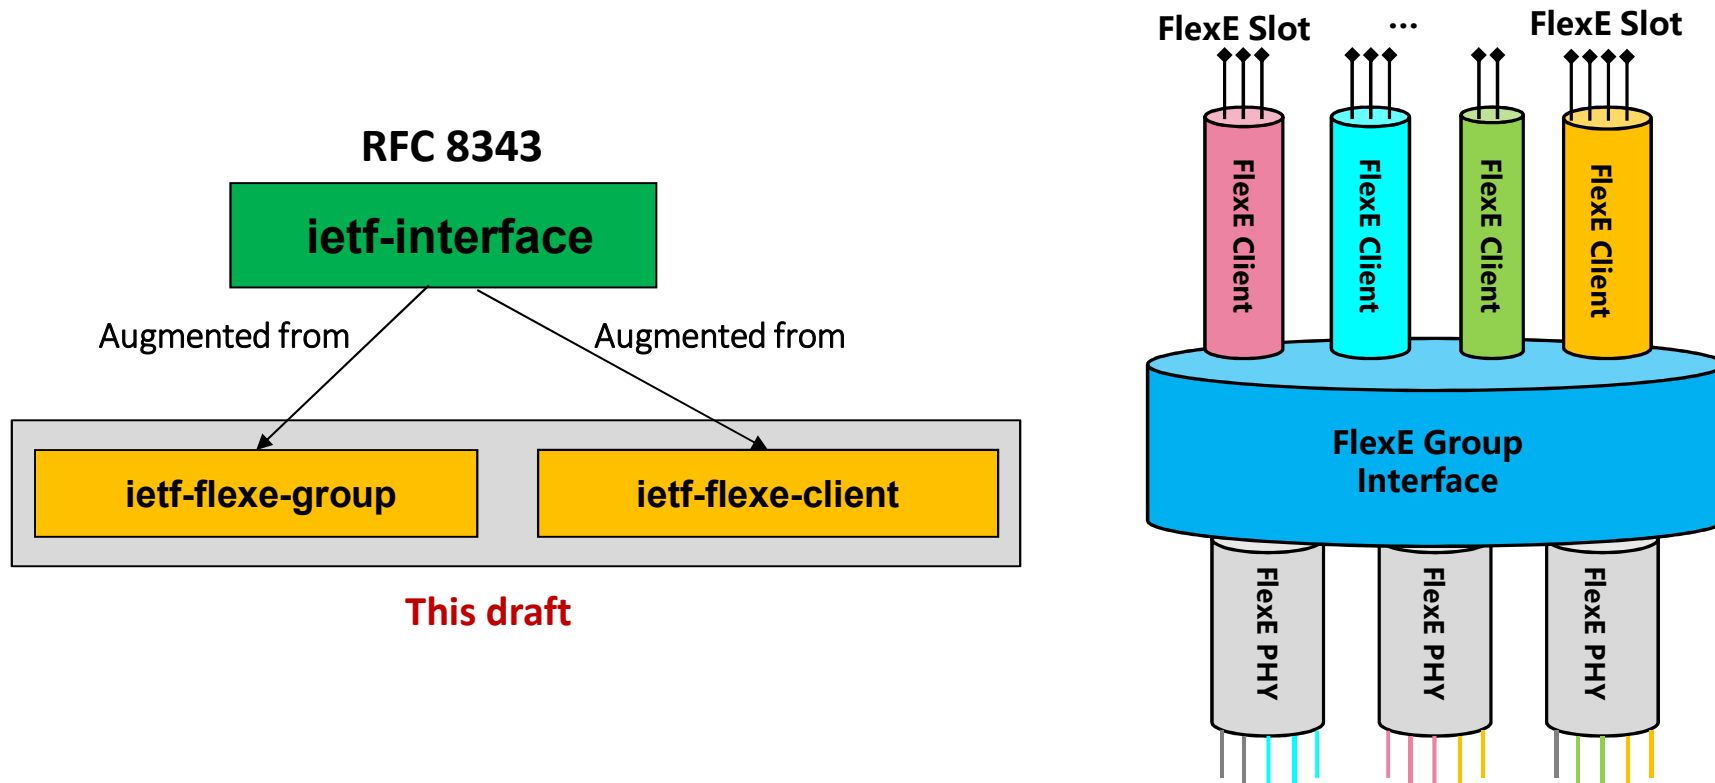 RFC 8343
ietf-interface
Augmented from
Augmented from
ietf-flexe-group
ietf-flexe-client
This draft
FlexE Slot
...
FlexE Slot
FlexE Client
FlexE Client
FlexE Client
FlexE Client
FlexE Group
Interface
FlexE PHY
FlexE PHY
FlexE PHY